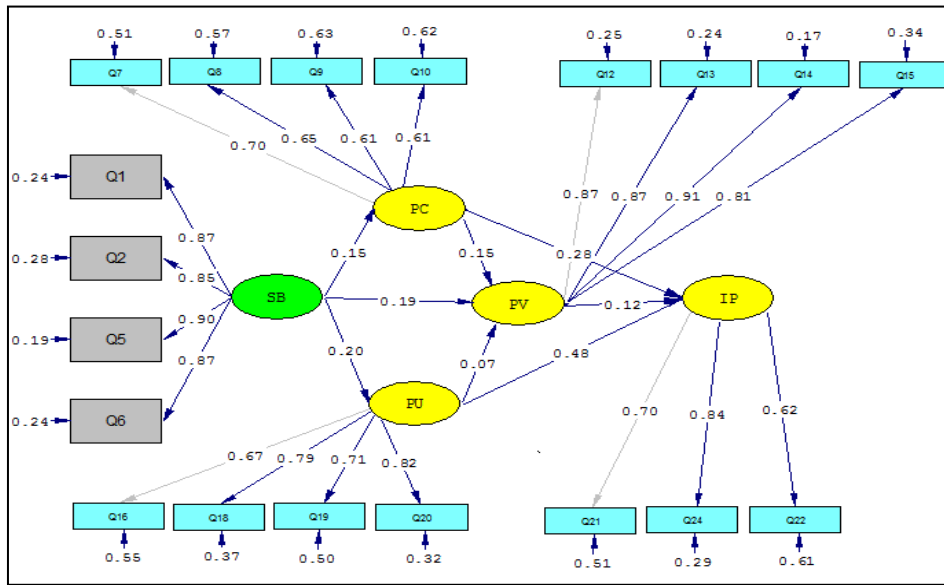 0.51 0.57 0.63 0.62 0.25 0.24 0.17 0.34
Q7 Q8 Q9 Q10 Q12 Q13 Q14 Q15
0.70 0.65 0.61 0.61 0.87 0.87 0.91 0.81
0.24 Q1
0.87
PC
0.28 Q2
0.85
0.15 0.15 0.28
SB 0.19 PV 0.12 IP
0.19 Q5
0.90
0.20 0.07 0.48
0.87
0.24 Q6
PU
0.67 0.79 0.71 0.82 0.70 0.84 0.62
Q16 Q18 Q19 Q20 Q21 Q24 Q22
0.55 0.37 0.50 0.32 0.51 0.29 0.61